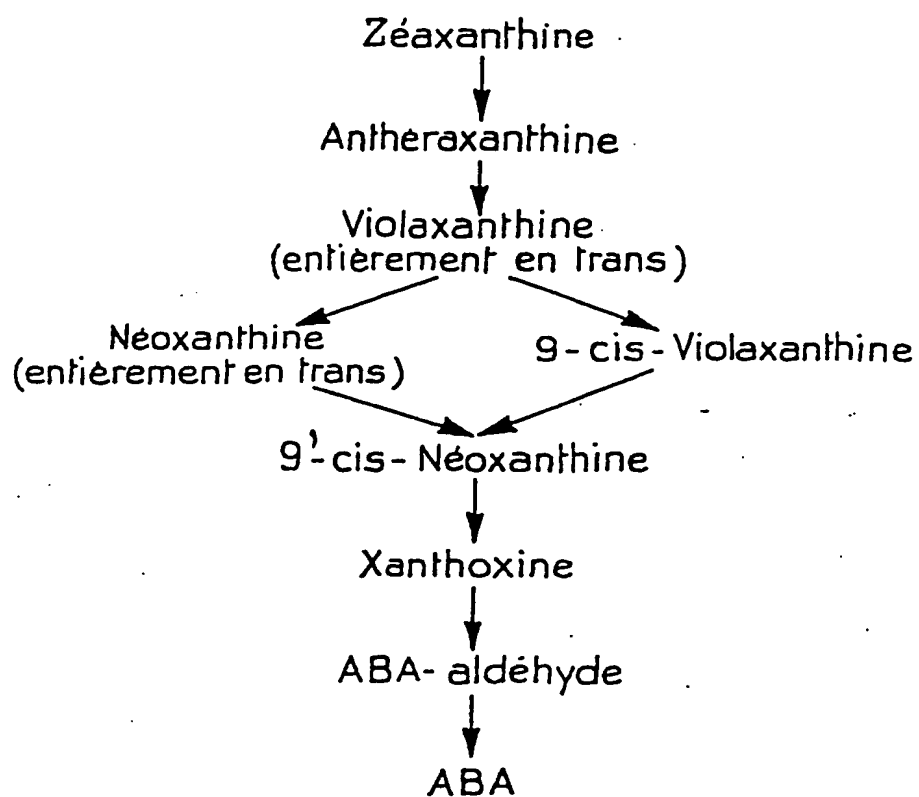 Zéaxanthine
Anthéraxanthine
Violaxanthine
(entièrement en trans)
Néoxanthine
(entièrement en trans)
9-cis-Violaxanthine
9'-cis-Néoxanthine
Xanthoxine
ABA-aldéhyde
ABA